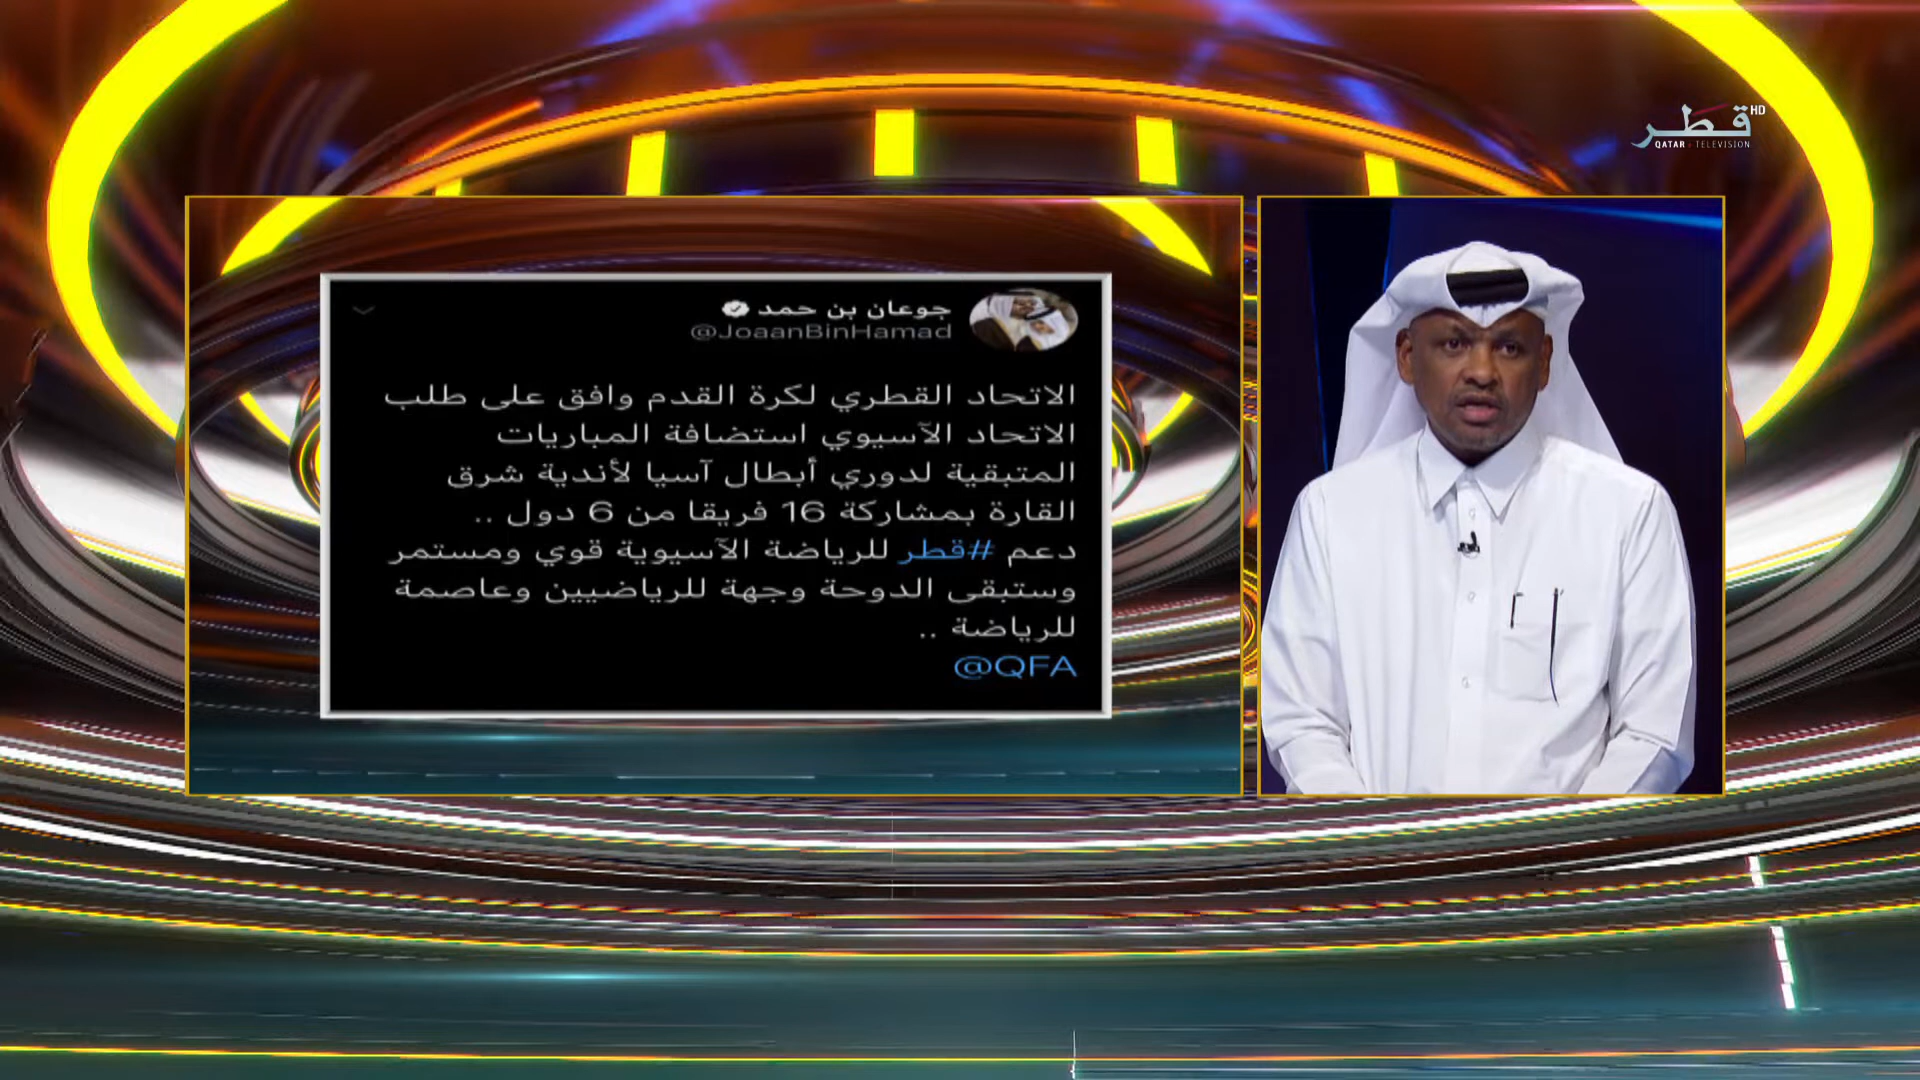 قطر HD
QATAR TELEVISION
جوعان بن حمد
@JoaanBinHamad
الاتحاد القطري لكرة القدم وافق على طلب
الاتحاد الآسيوي استضافة المباريات
المتبقية لدوري أبطال آسيا لأندية شرق
القارة بمشاركة 16 فريقا من 6 دول ..
دعم #قطر للرياضة الآسيوية قوي ومستمر
وستبقى الدوحة وجهة للرياضيين وعاصمة
للرياضة ..
@QFA